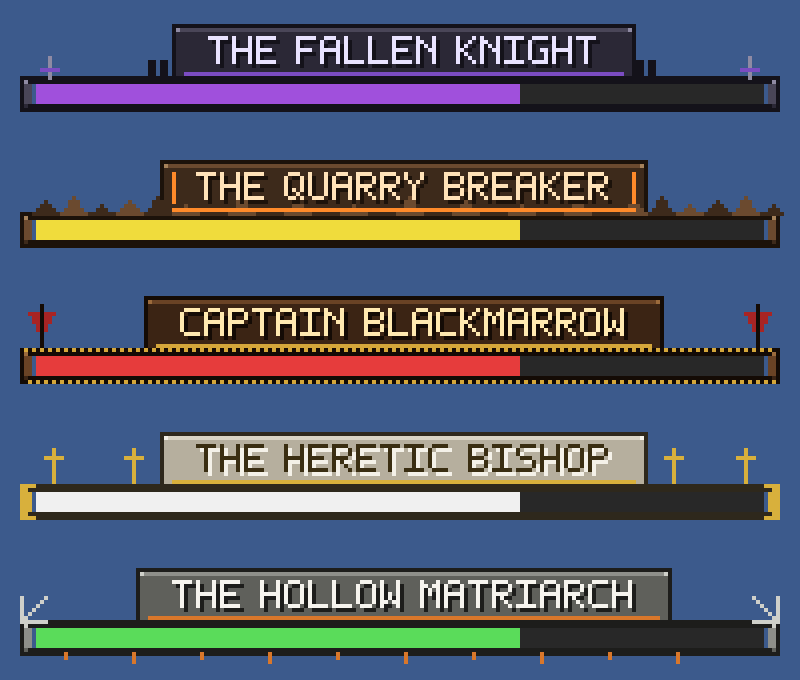 THE FALLEN KNIGHT
THE QUARRY BREAKER
CAPTAIN BLACKMARROW
THE HERETIC BISHOP
THE HOLLOW MATRIARCH